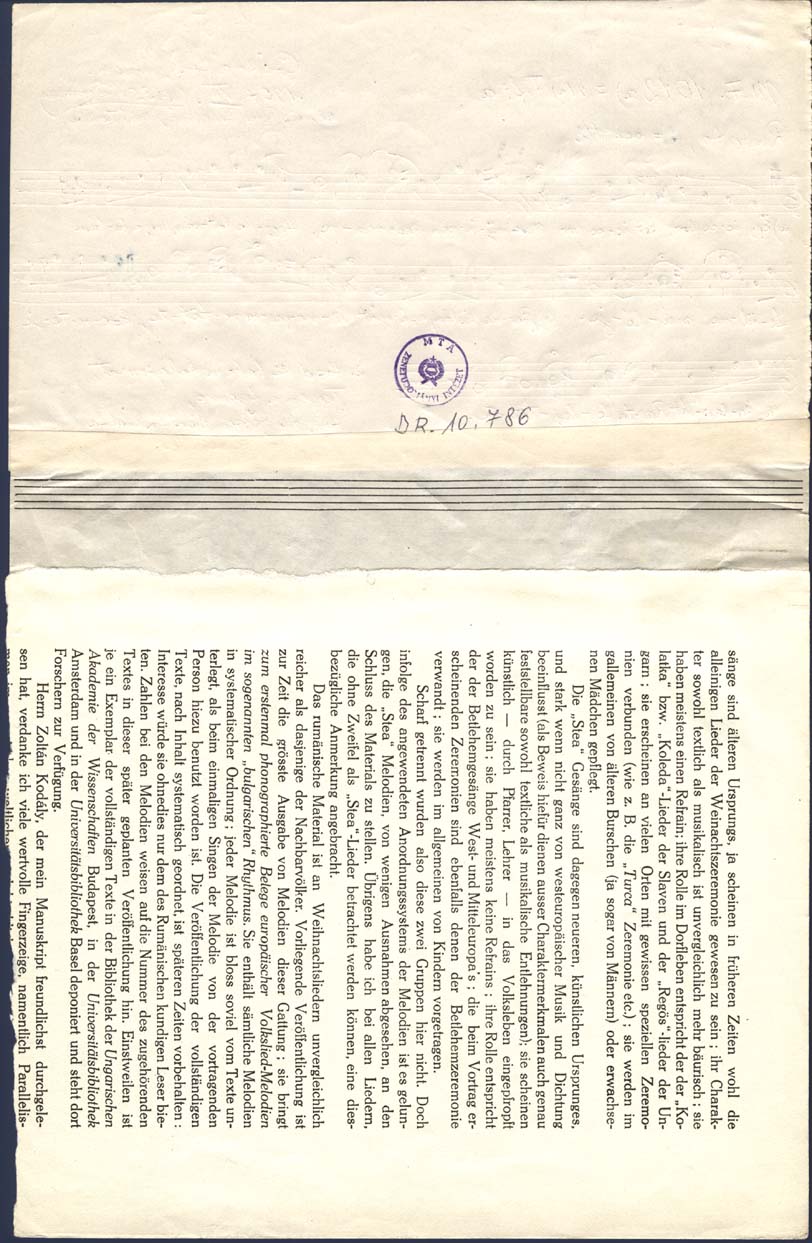 M T A
ZENETUDOMÁNYI INTÉZET
DR. 10. 786
sänge sind älteren Ursprungs, ja scheinen in früheren Zeiten wohl die
alleinigen Lieder der Weinachtszeremonie gewesen zu sein ; ihr Charak-
ter sowohl textlich als musikalisch ist unvergleichlich mehr bäurisch ; sie
haben meistens einen Refrain; ihre Rolle im Dorfleben entspricht der der „Ko-
latka“ bzw. „Koleda“-Lieder der Slaven und der „Regös“-lieder der Un-
garn ; sie erscheinen an vielen Orten mit gewissen speziellen Zeremo-
nien verbunden (wie z. B. die „Turca“ Zeremonie etc.) ; sie werden im
gallemeinen von älteren Burschen (ja sogar von Männern) oder erwachse-
nen Mädchen gepflegt.
Die „Stea“ Gesänge sind dagegen neueren, künstlichen Ursprunges,
und stark wenn nicht ganz von westeuropäischer Musik und Dichtung
beeinflusst (als Beweis hiefür dienen ausser Charaktermerkmalen auch genau
feststellbare sowohl textliche als musikalische Entlehnungen); sie scheinen
künstlich — durch Pfarrer, Lehrer — in das Volksleben eingepfropft
worden zu sein ; sie haben meistens keine Refrains ; ihre Rolle entspricht
der der Betlehemgesänge West- und Mitteleuropa's ; die beim Vortrag er-
scheinenden Zeremonien sind ebenfalls denen der Betlehemzeremonie
verwandt ; sie werden im allgemeinen von Kindern vorgetragen.
Scharf getrennt wurden also diese zwei Gruppen hier nicht. Doch
infolge des angewendeten Anordnungssystems der Melodien ist es gelun-
gen, die „Stea“ Melodien, von wenigen Ausnahmen abgesehen, an den
Schluss des Materials zu stellen. Übrigens habe ich bei allen Liedern,
die ohne Zweifel als „Stea“-Lieder betrachtet werden können, eine dies-
bezügliche Anmerkung angebracht.
Das rumänische Material ist an Weihnachtsliedern unvergleichlich
reicher als dasjenige der Nachbarvölker. Vorliegende Veröffentlichung ist
zur Zeit die grösste Ausgabe von Melodien dieser Gattung ; sie bringt
zum erstenmal phonographierte Belege europäischer Volkslied-Melodien
im sogenannten „bulgarischen“ Rhythmus. Sie enthält sämtliche Melodien
in systematischer Ordnung ; jeder Melodie ist bloss soviel vom Texte un-
terlegt, als beim einmaligen Singen der Melodie von der vortragenden
Person hiezu benutzt worden ist. Die Veröffentlichung der vollständigen
Texte, nach Inhalt systematisch geordnet, ist späteren Zeiten vorbehalten ;
Interesse würde sie ohnedies nur dem des Rumänischen kundigen Leser bie-
ten. Zahlen bei den Melodien weisen auf die Nummer des zugehörenden
Textes in dieser später geplanten Veröffentlichung hin. Einstweilen ist
je ein Exemplar der vollständigen Texte in der Bibliothek der Ungarischen
Akademie der Wissenschaften Budapest, in der Universitätsbibliothek
Amsterdam und in der Universitätsbibliothek Basel deponiert und steht dort
Forschern zur Verfügung.
Herrn Zoltán Kodály, der mein Manuskript freundlichst durchgele-
sen hat, verdanke ich viele wertvolle Fingerzeige, namentlich Parallelis-